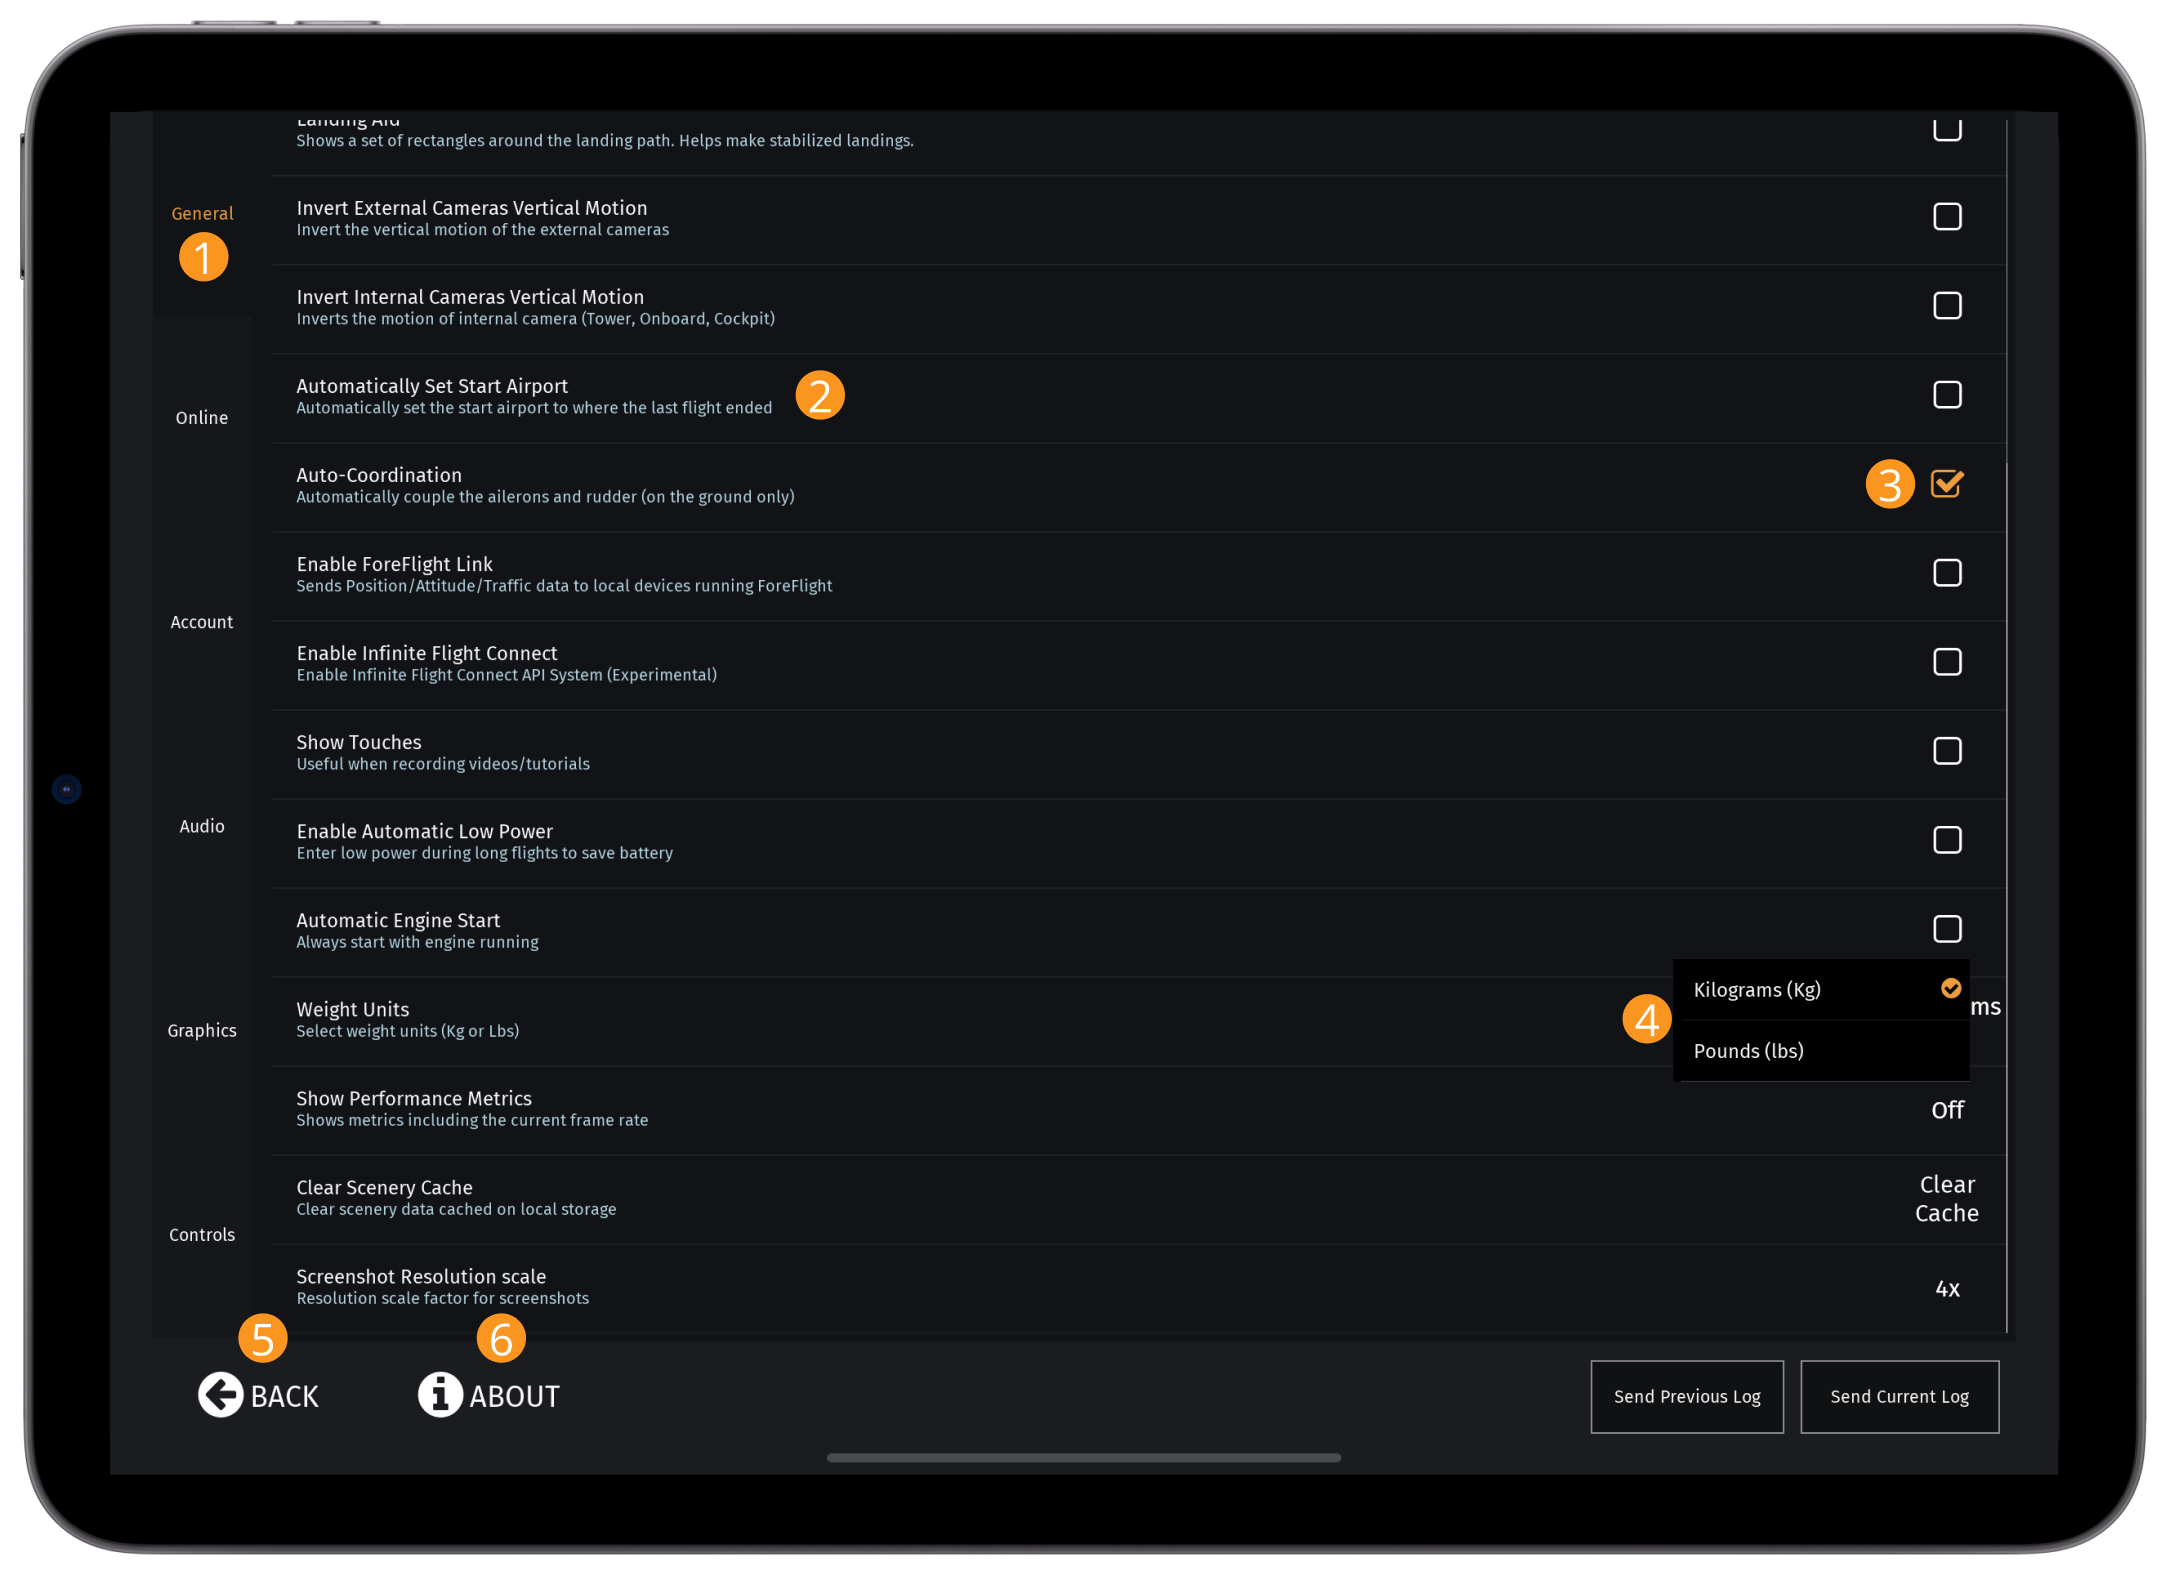 Landing Aid
Shows a set of rectangles around the landing path. Helps make stabilized landings.
General
1
Invert External Cameras Vertical Motion
Invert the vertical motion of the external cameras
Invert Internal Cameras Vertical Motion
Inverts the motion of internal camera (Tower, Onboard, Cockpit)
Online
Automatically Set Start Airport
Automatically set the start airport to where the last flight ended
2
Auto-Coordination
Automatically couple the ailerons and rudder (on the ground only)
3
Enable ForeFlight Link
Sends Position/Attitude/Traffic data to local devices running ForeFlight
Account
Enable Infinite Flight Connect
Enable Infinite Flight Connect API System (Experimental)
Show Touches
Useful when recording videos/tutorials
Audio
Enable Automatic Low Power
Enter low power during long flights to save battery
Automatic Engine Start
Always start with engine running
Graphics
Weight Units
Select weight units (Kg or Lbs)
4
Kilograms (Kg)
ms
Pounds (lbs)
Show Performance Metrics
Shows metrics including the current frame rate
Off
Clear Scenery Cache
Clear scenery data cached on local storage
Clear
Cache
Controls
Screenshot Resolution scale
Resolution scale factor for screenshots
4x
5
6
BACK
ABOUT
Send Previous Log
Send Current Log